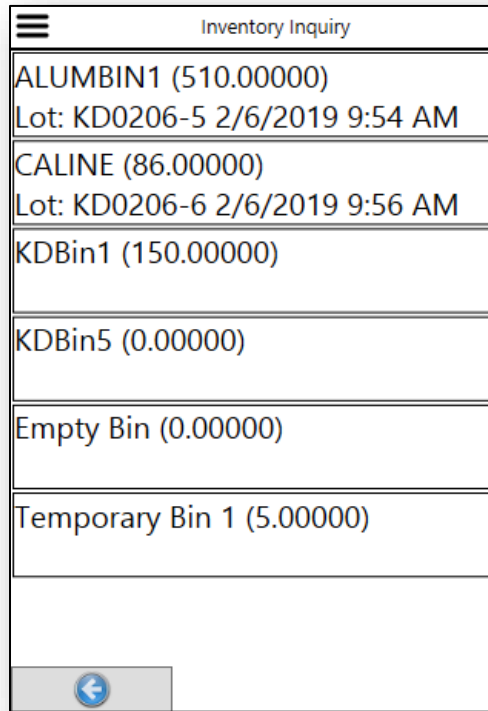 Inventory Inquiry
ALUMBIN1 (510.00000)
Lot: KD0206-5 2/6/2019 9:54 AM
CALINE (86.00000)
Lot: KD0206-6 2/6/2019 9:56 AM
KDBin1 (150.00000)
KDBin5 (0.00000)
Empty Bin (0.00000)
Temporary Bin 1 (5.00000)